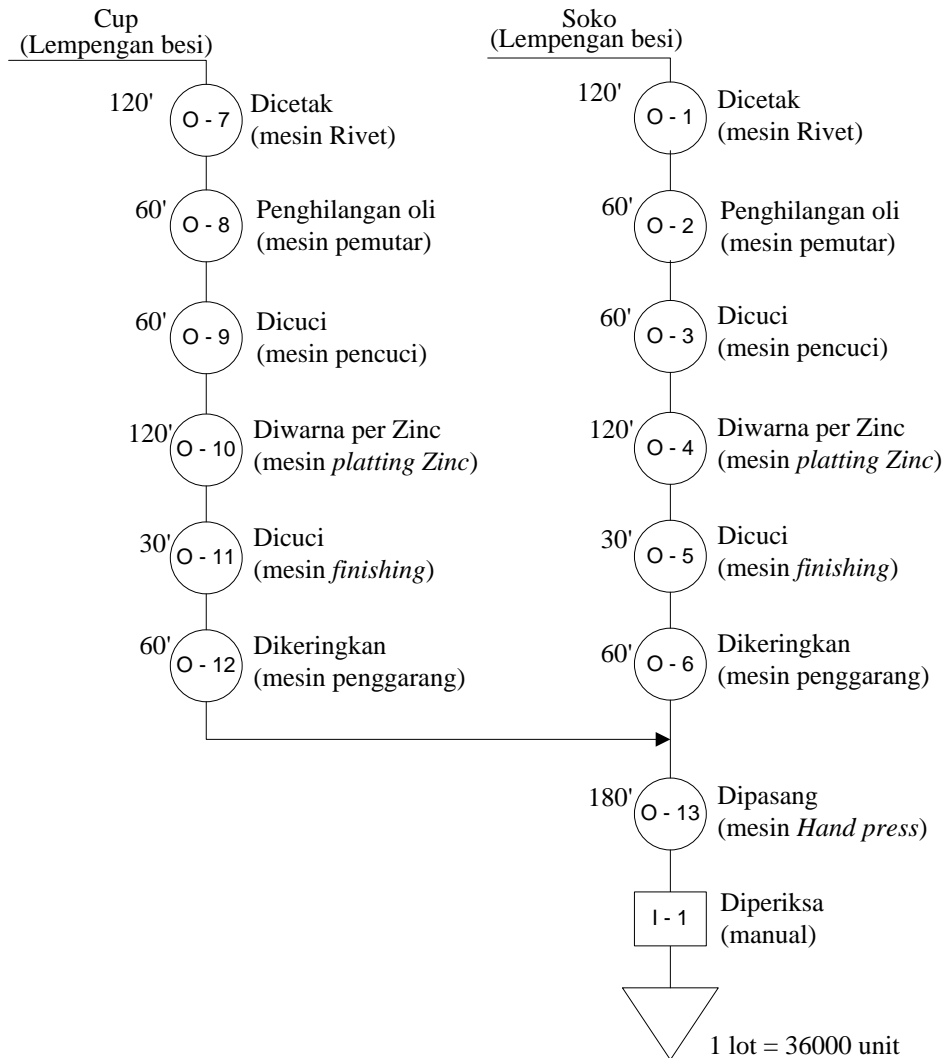 Cup
(Lempengan besi)
120'
O - 7
Dicetak
(mesin Rivet)
60'
O - 8
Penghilangan oli
(mesin pemutar)
60'
O - 9
Dicuci
(mesin pencuci)
120'
O - 10
Diwarna per Zinc
(mesin platting Zinc)
30'
O - 11
Dicuci
(mesin finishing)
60'
O - 12
Dikeringkan
(mesin penggarang)
Soko
(Lempengan besi)
120'
O - 1
Dicetak
(mesin Rivet)
60'
O - 2
Penghilangan oli
(mesin pemutar)
60'
O - 3
Dicuci
(mesin pencuci)
120'
O - 4
Diwarna per Zinc
(mesin platting Zinc)
30'
O - 5
Dicuci
(mesin finishing)
60'
O - 6
Dikeringkan
(mesin penggarang)
180'
O - 13
Dipasang
(mesin Hand press)
I - 1
Diperiksa
(manual)
1 lot = 36000 unit